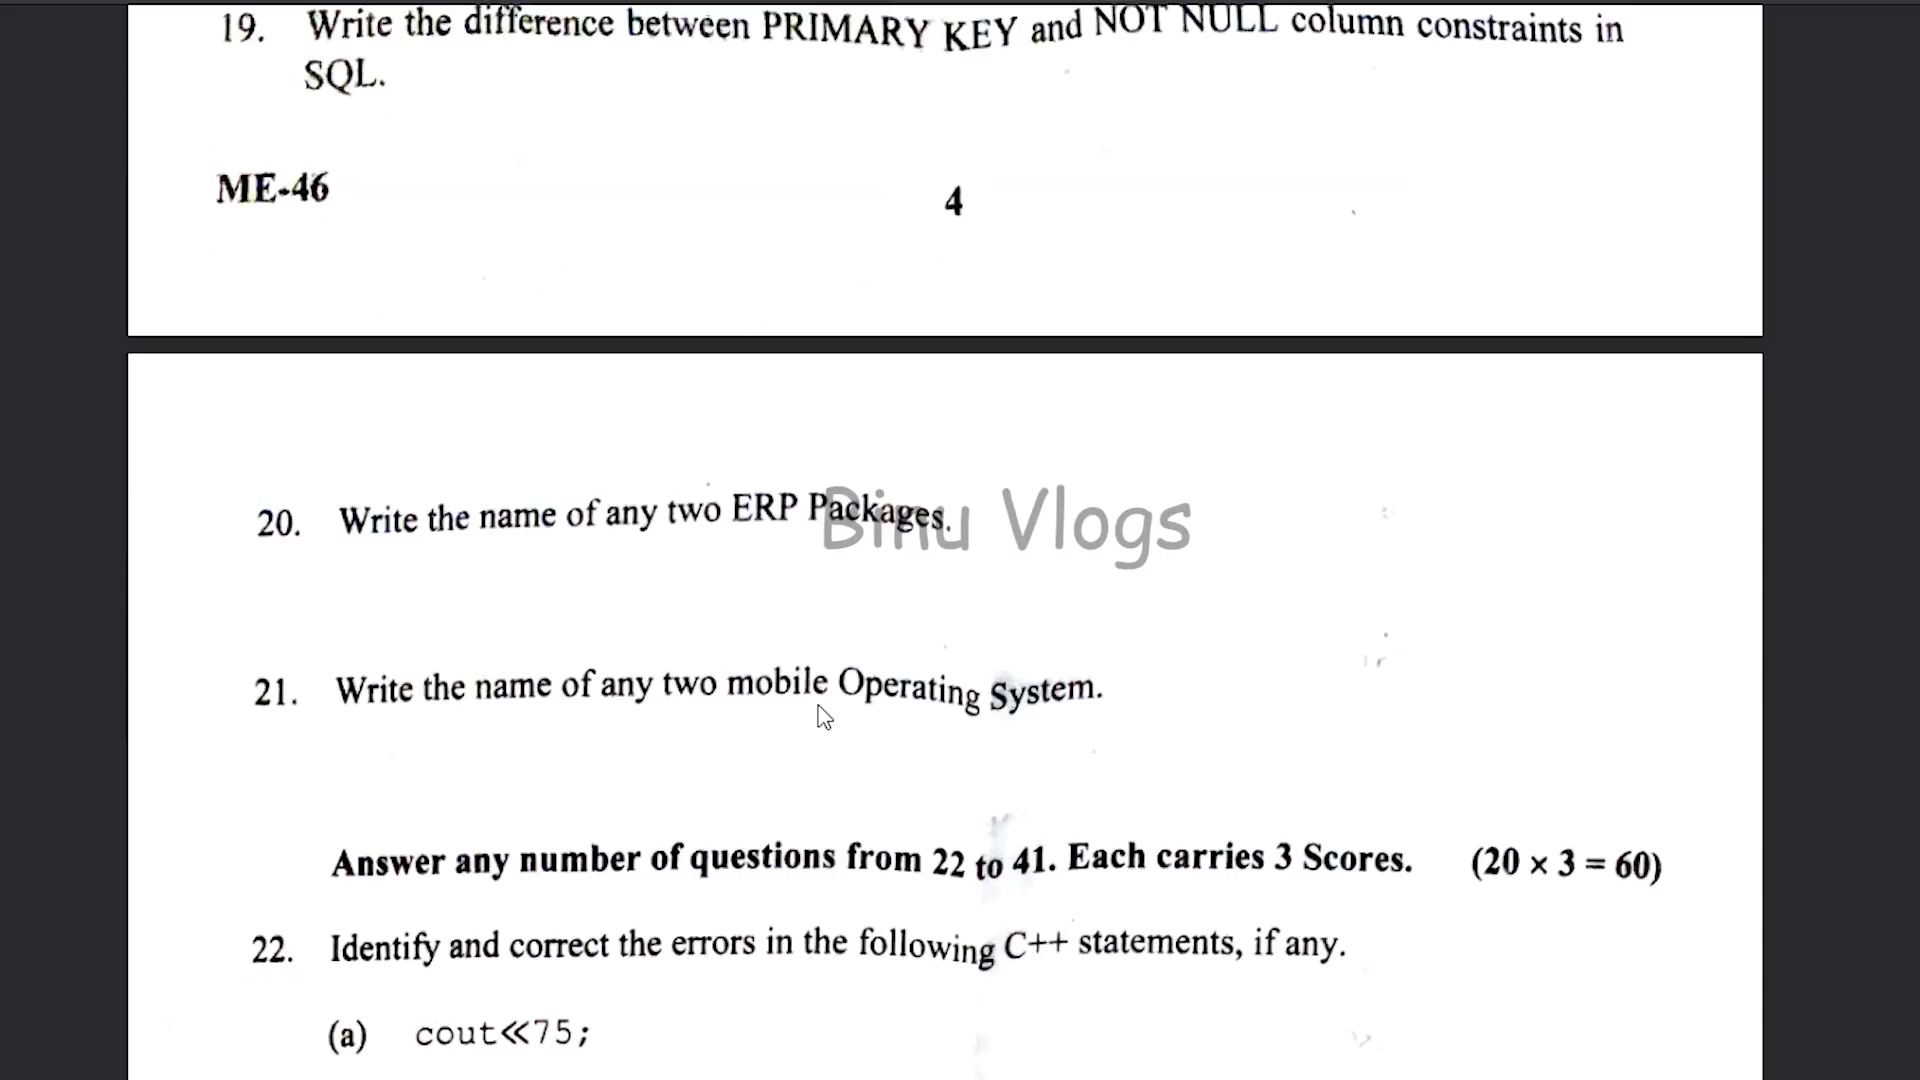 19. Write the difference between PRIMARY KEY and NOT NULL column constraints in
SQL.
ME-46
4
20. Write the name of any two ERP Packages.
Binu Vlogs
21. Write the name of any two mobile Operating System.
Answer any number of questions from 22 to 41. Each carries 3 Scores. (20 × 3 = 60)
22. Identify and correct the errors in the following C++ statements, if any.
(a) cout<<75;